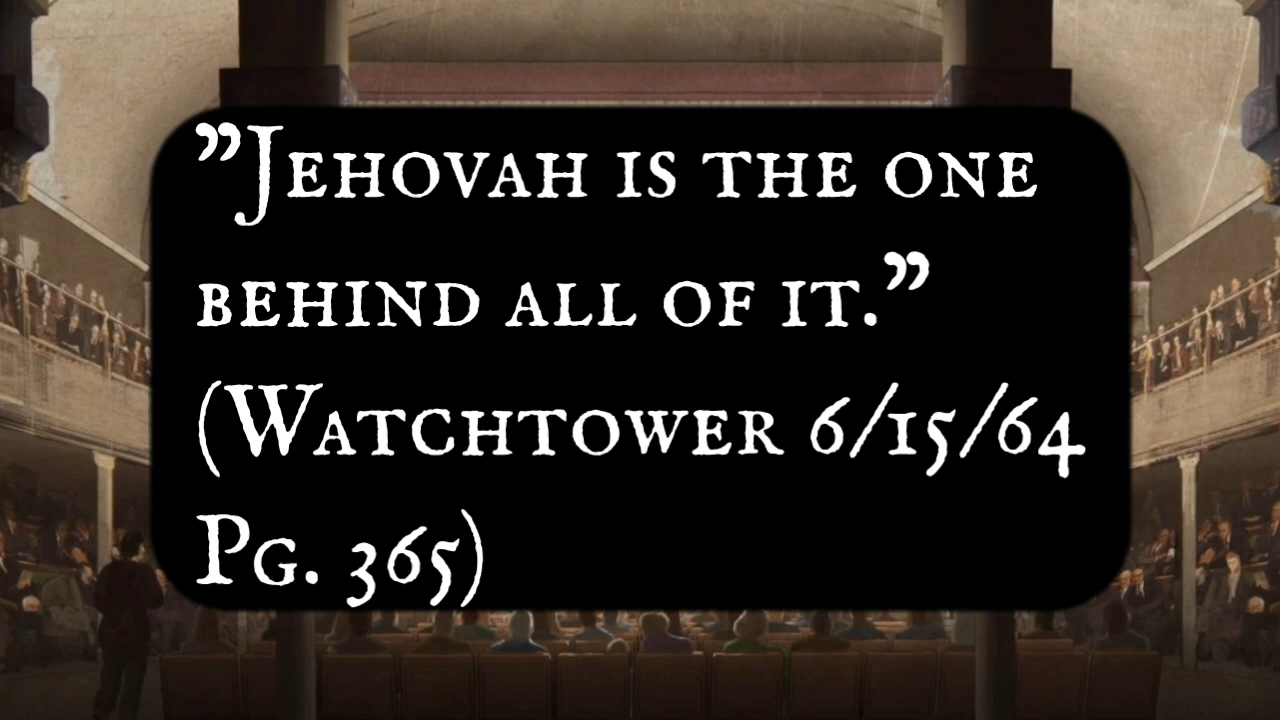 ”Jehovah is the one
behind all of it.”
(Watchtower 6/15/64
Pg. 365)